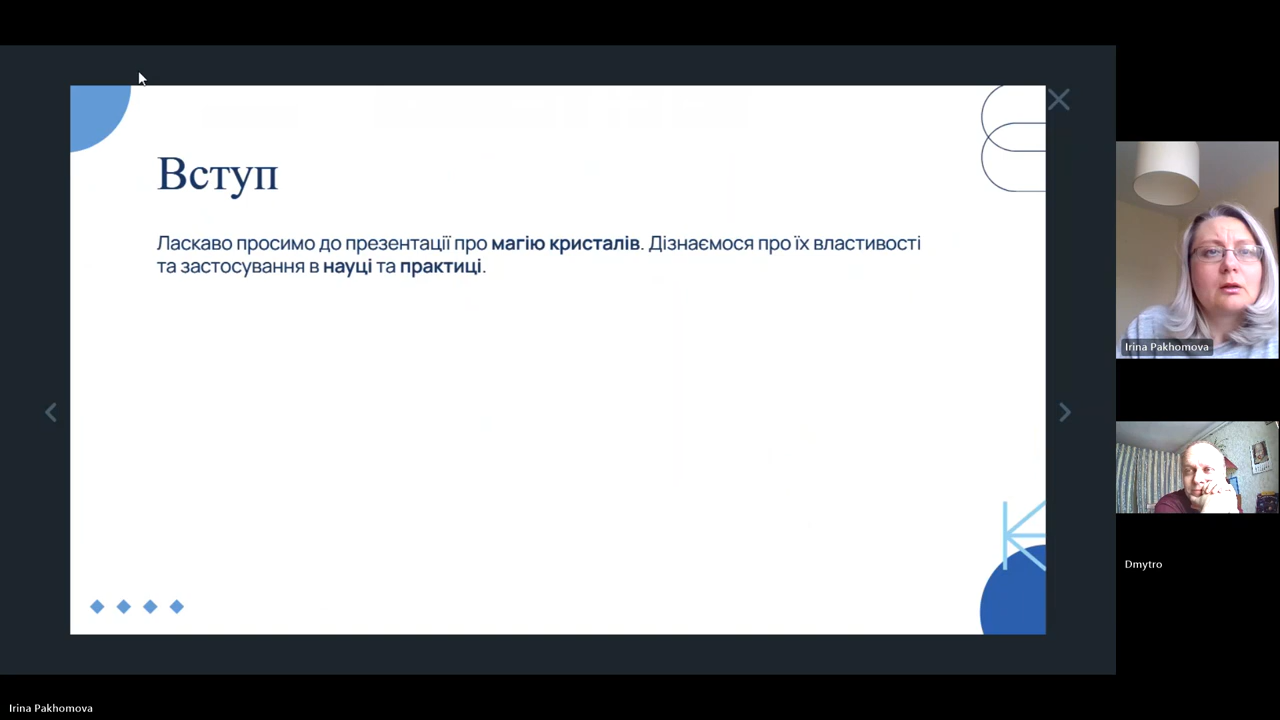 Вступ
Ласкаво просимо до презентації про магію кристалів. Дізнаємося про їх властивості
та застосування в науці та практиці.
Irina Pakhomova
Dmytro
Irina Pakhomova